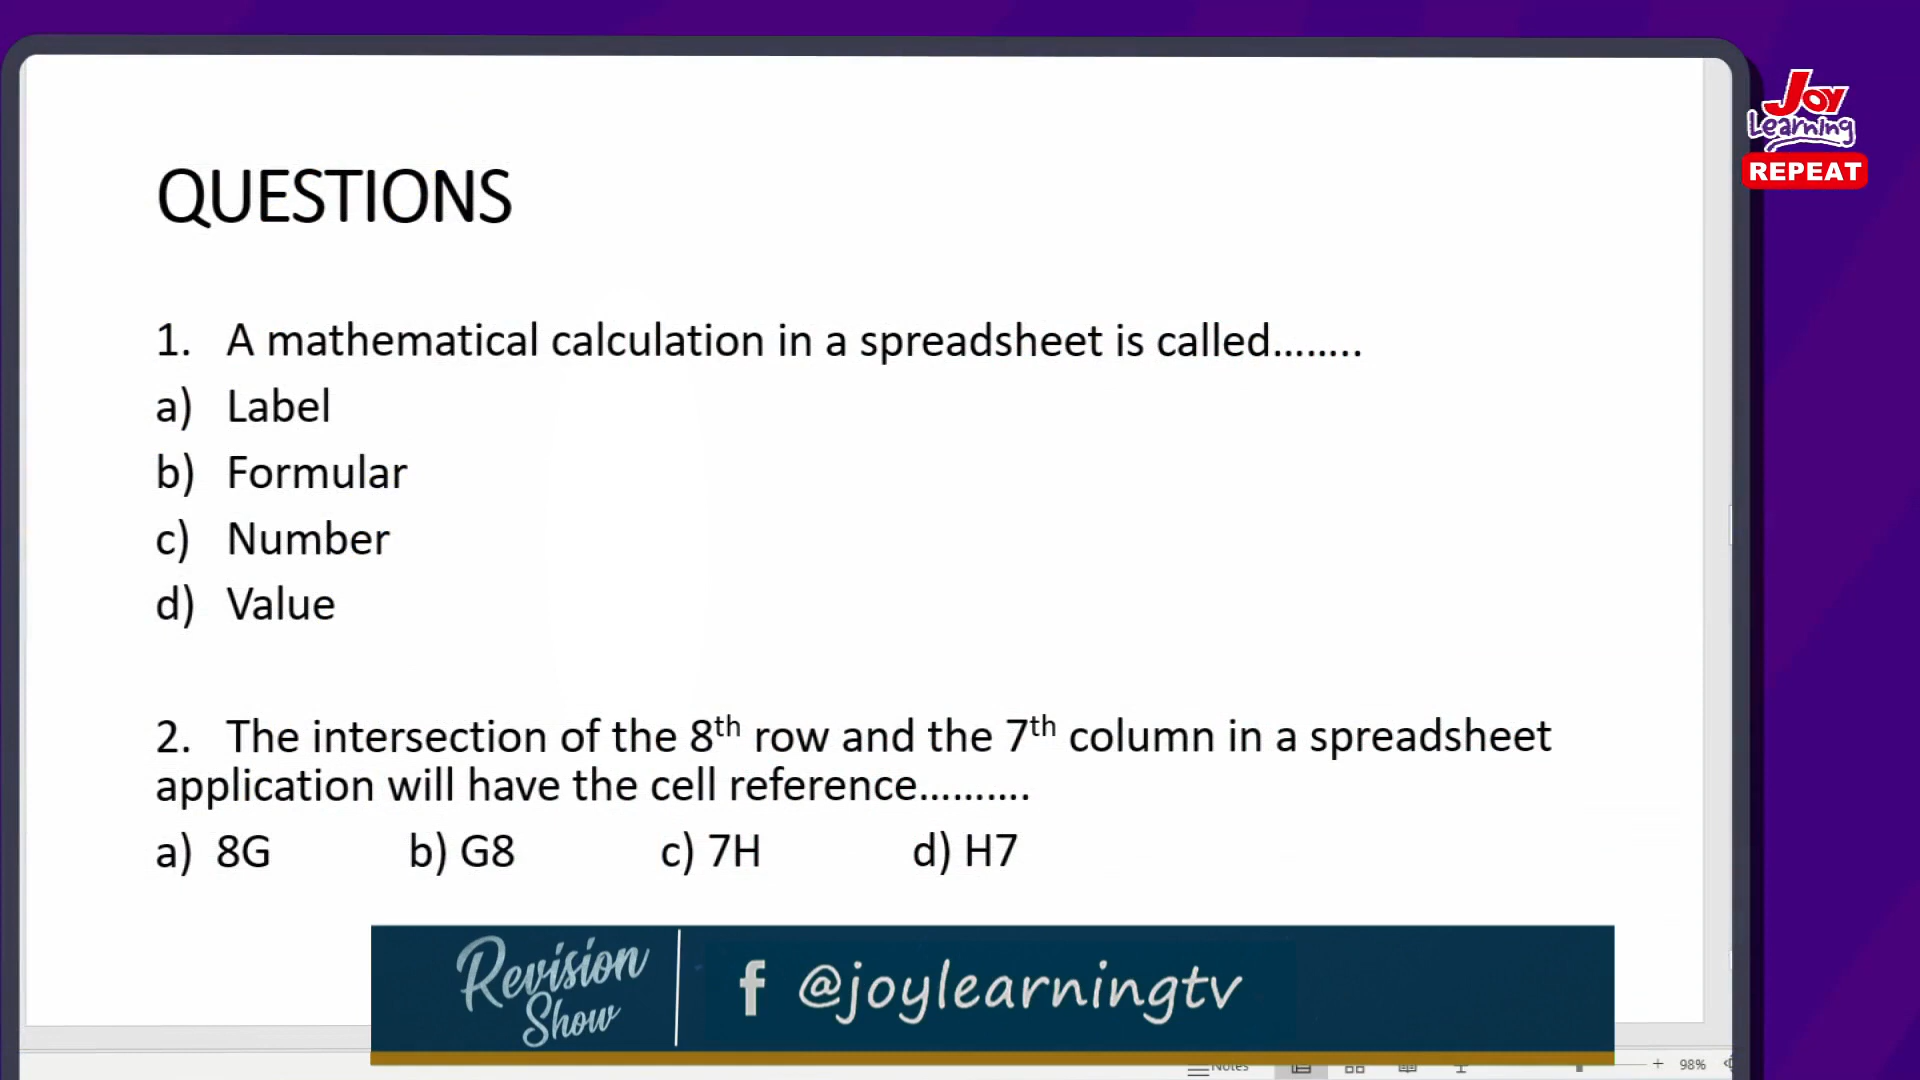 Joy
Learning
REPEAT
QUESTIONS
1. A mathematical calculation in a spreadsheet is called……..
a) Label
b) Formular
c) Number
d) Value
2. The intersection of the 8th row and the 7th column in a spreadsheet
application will have the cell reference……….
a) 8G b) G8 c) 7H d) H7
Revision
Show
f @joylearningtv
Notes
98%